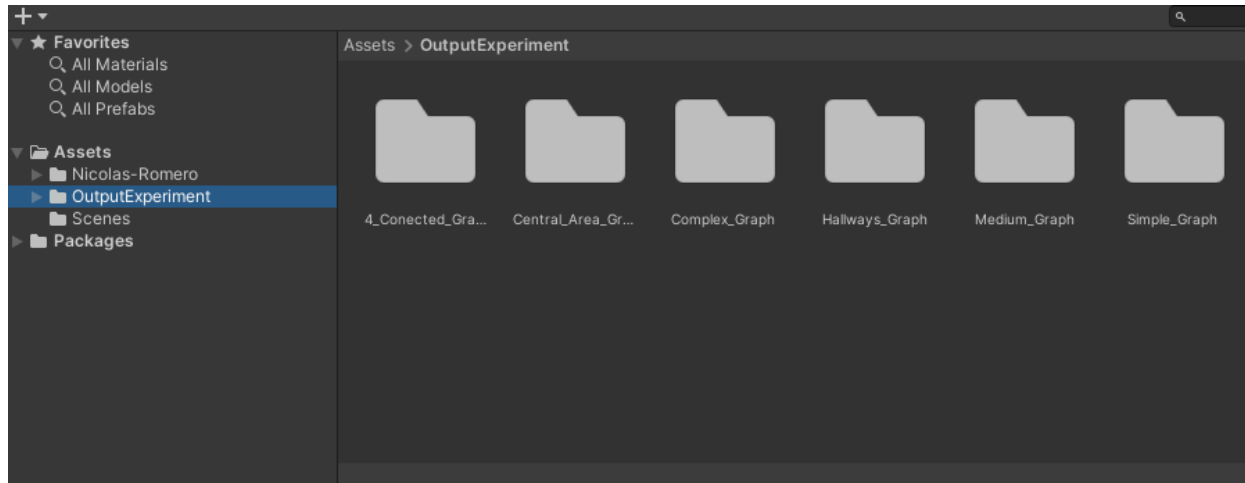 Favorites
All Materials
All Models
All Prefabs
Assets
Nicolas-Romero
OutputExperiment
Scenes
Packages
Assets > OutputExperiment
4_Conected_Gra... Central_Area_Gr... Complex_Graph Hallways_Graph Medium_Graph Simple_Graph